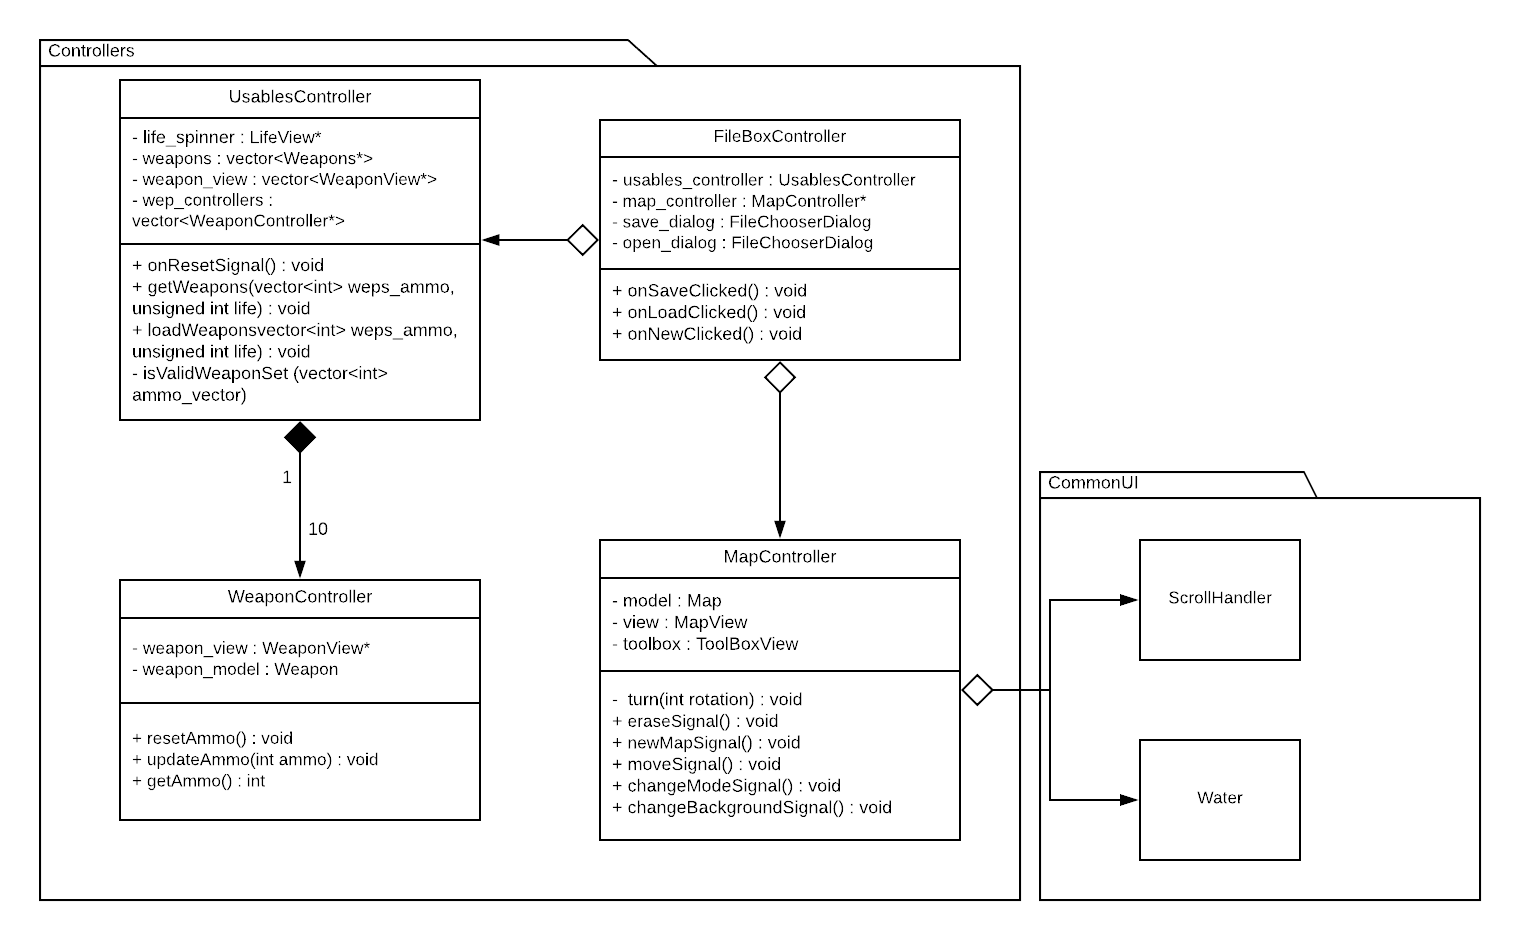 Controllers
UsablesController
- life_spinner : LifeView*
- weapons : vector<Weapons*>
- weapon_view : vector<WeaponView*>
- wep_controllers :
vector<WeaponController*>
+ onResetSignal() : void
+ getWeapons(vector<int> weps_ammo,
unsigned int life) : void
+ loadWeaponsvector<int> weps_ammo,
unsigned int life) : void
- isValidWeaponSet (vector<int>
ammo_vector)
FileBoxController
- usables_controller : UsablesController
- map_controller : MapController*
- save_dialog : FileChooserDialog
- open_dialog : FileChooserDialog
+ onSaveClicked() : void
+ onLoadClicked() : void
+ onNewClicked() : void
1
10
WeaponController
- weapon_view : WeaponView*
- weapon_model : Weapon
+ resetAmmo() : void
+ updateAmmo(int ammo) : void
+ getAmmo() : int
MapController
- model : Map
- view : MapView
- toolbox : ToolBoxView
-  turn(int rotation) : void
+ eraseSignal() : void
+ newMapSignal() : void
+ moveSignal() : void
+ changeModeSignal() : void
+ changeBackgroundSignal() : void
CommonUI
ScrollHandler
Water